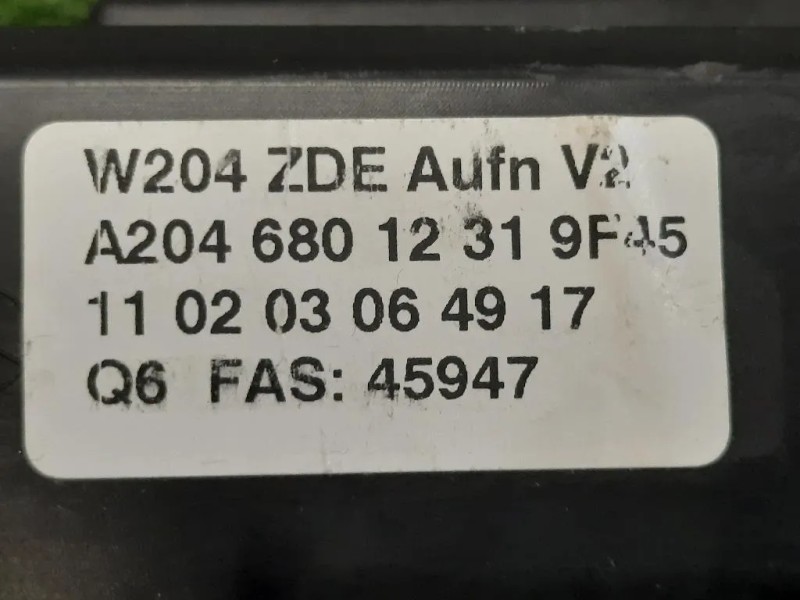 W204 ZDE Aufn V2
A204 680 12 31 9F45
11 02 03 06 49 17
Q6 FAS: 45947